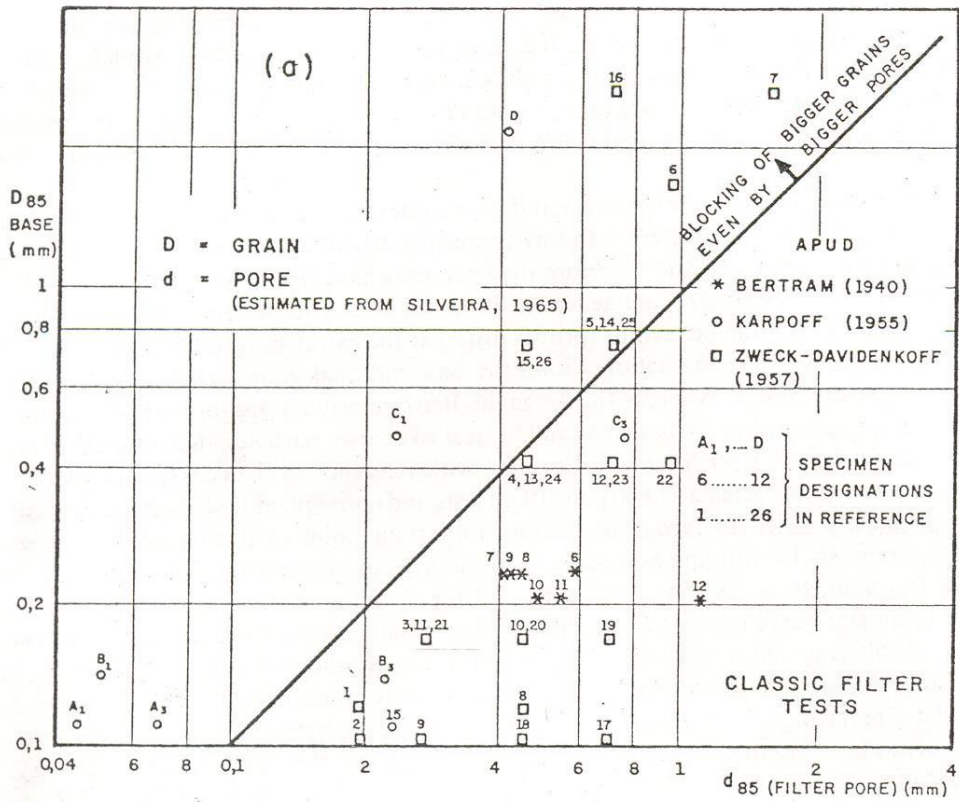 (a)
16
7
D
6
BLOCKING OF BIGGER GRAINS
EVEN BY BIGGER PORES
D85
BASE
(mm)
D = GRAIN
d = PORE
(ESTIMATED FROM SILVEIRA, 1965)
APUD
* BERTRAM (1940)
o KARPOFF (1955)
□ ZWECK-DAVIDENKOFF
(1957)
1
0,8
0,6
0,4
0,2
0,1
5,14,25
15,26
C1
C3
4,13,24
12,23
22
A1,...D
6......12
1......26
SPECIMEN
DESIGNATIONS
IN REFERENCE
7 9 8
6
10
11
12
3,11,21
10,20
19
B1
B3
A1
A3
1
2
15
9
8
18
17
CLASSIC FILTER
TESTS
0,04 6 8 0,1 2 4 6 8 1 2 4
d85 (FILTER PORE) (mm)